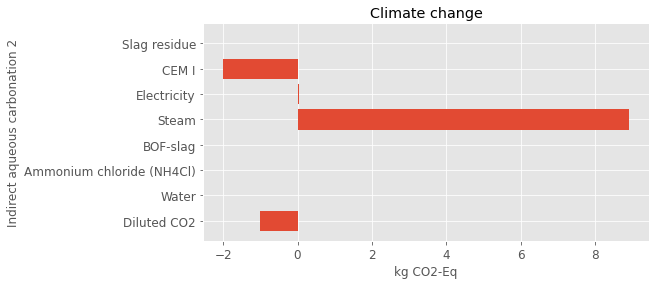 Climate change
Indirect aqueous carbonation 2
Slag residue
CEM I
Electricity
Steam
BOF-slag
Ammonium chloride (NH4Cl)
Water
Diluted CO2
−2 0 2 4 6 8
kg CO2-Eq